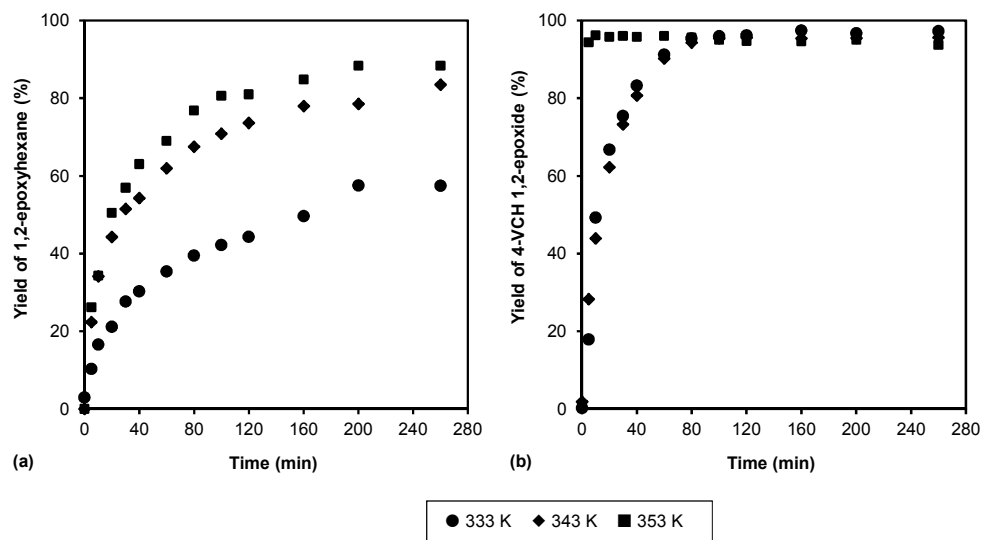 Yield of 1,2-epoxyhexane (%)
100
80
60
40
20
0
0 40 80 120 160 200 240 280
Time (min)
(a)
Yield of 4-VCH 1,2-epoxide (%)
100
80
60
40
20
0
0 40 80 120 160 200 240 280
Time (min)
(b)
333 K 343 K 353 K